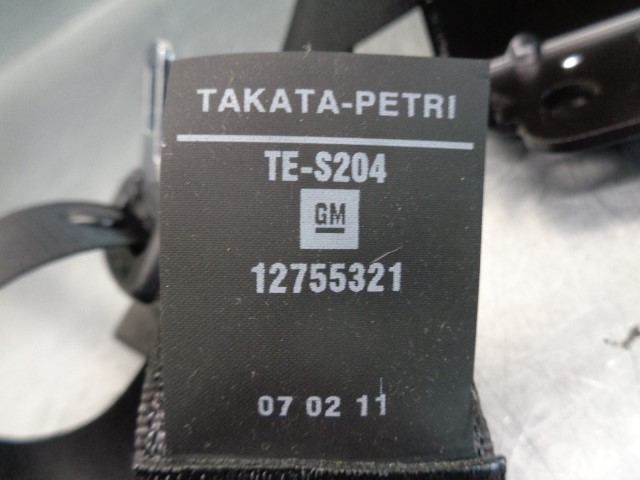 TAKATA-PETRI
TE-S204
GM
12755321
07 02 11